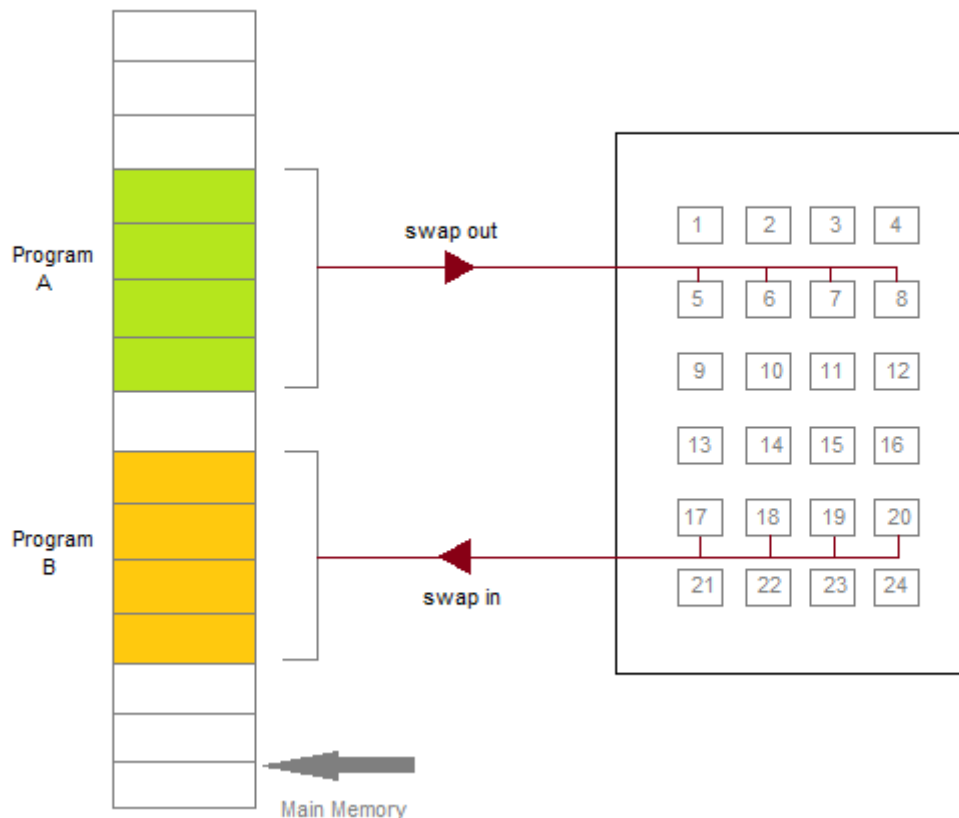 swap out
Program
A
1 2 3 4
5 6 7 8
9 10 11 12
13 14 15 16
17 18 19 20
Program
B
swap in
21 22 23 24
Main Memory